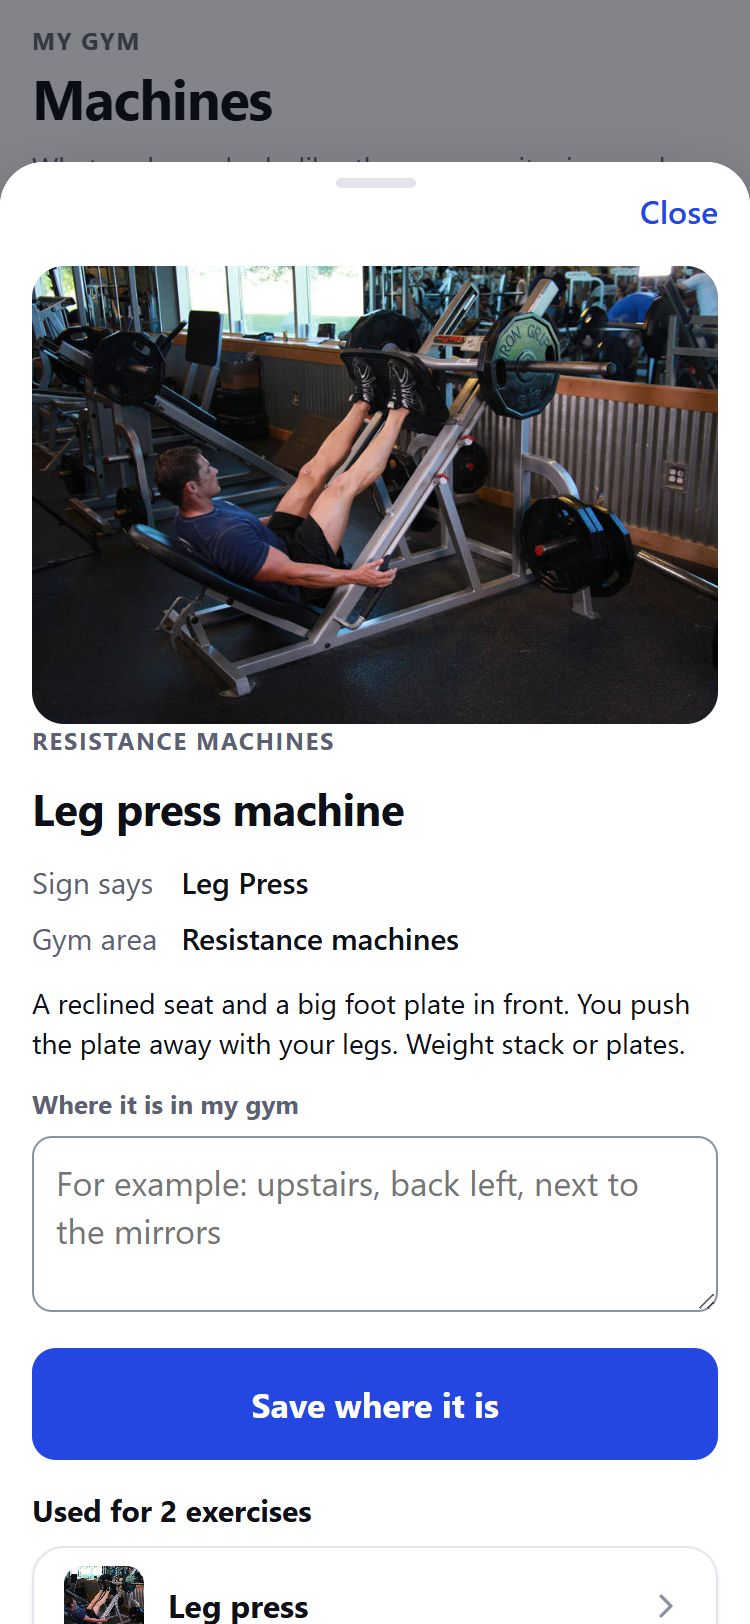 MY GYM
Machines
Close
IRON GRIP
RESISTANCE MACHINES
Leg press machine
Sign says Leg Press
Gym area Resistance machines
A reclined seat and a big foot plate in front. You push
the plate away with your legs. Weight stack or plates.
Where it is in my gym
For example: upstairs, back left, next to
the mirrors
Save where it is
Used for 2 exercises
Leg press